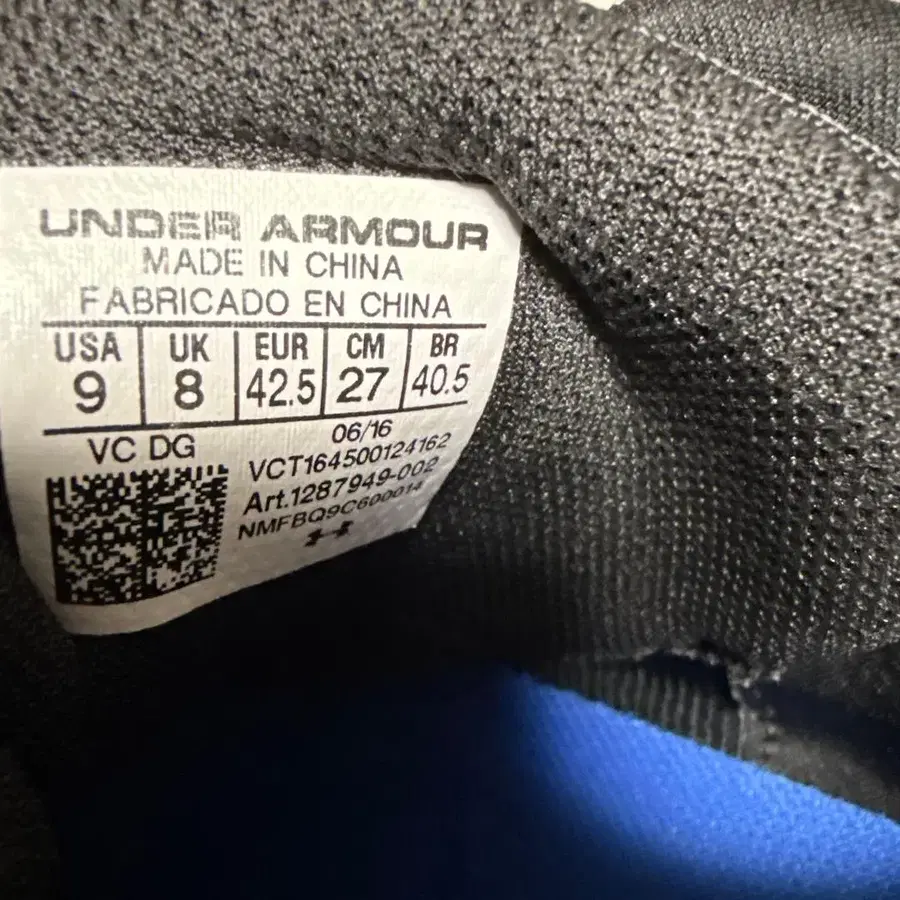 UNDER ARMOUR
MADE IN CHINA
FABRICADO EN CHINA
USA UK EUR CM BR
9 8 42.5 27 40.5
VC DG
06/16
VCT164500124162
Art.1287949-002
NMFBQ9C600014